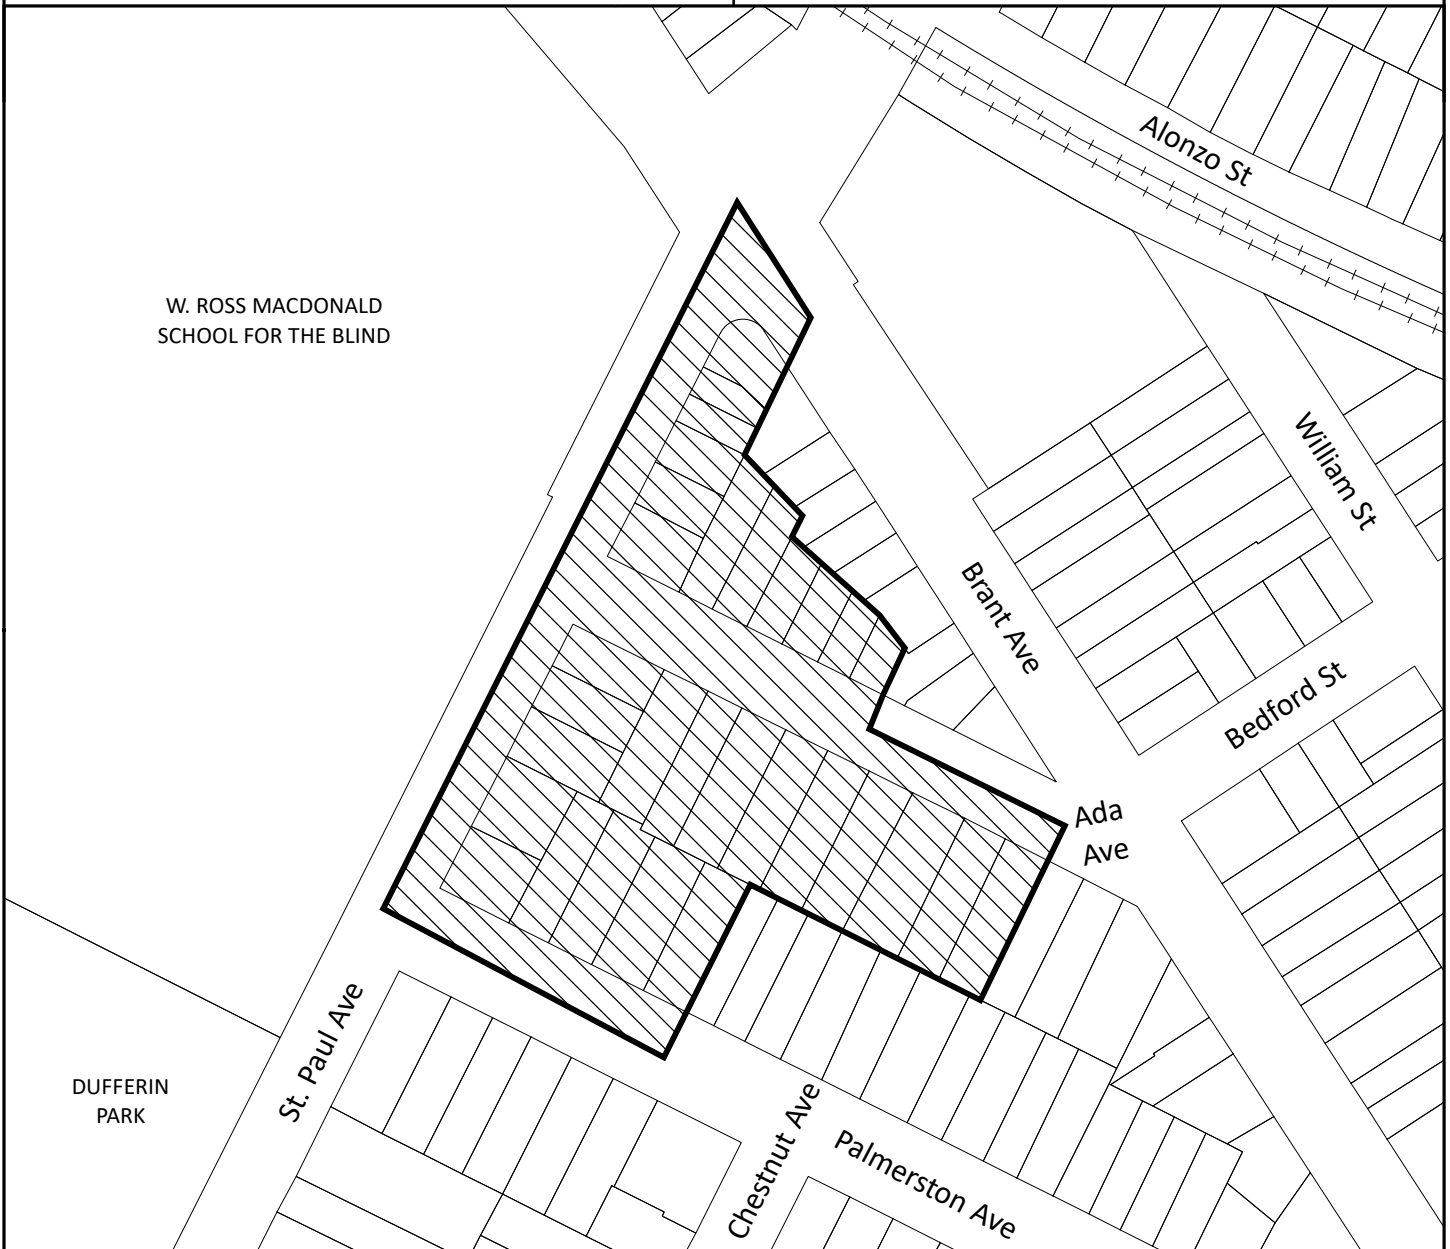 Alonzo St
W. ROSS MACDONALD
SCHOOL FOR THE BLIND
William St
Brant Ave
Bedford St
Ada
Ave
St. Paul Ave
DUFFERIN
PARK
Chestnut Ave
Palmerston Ave